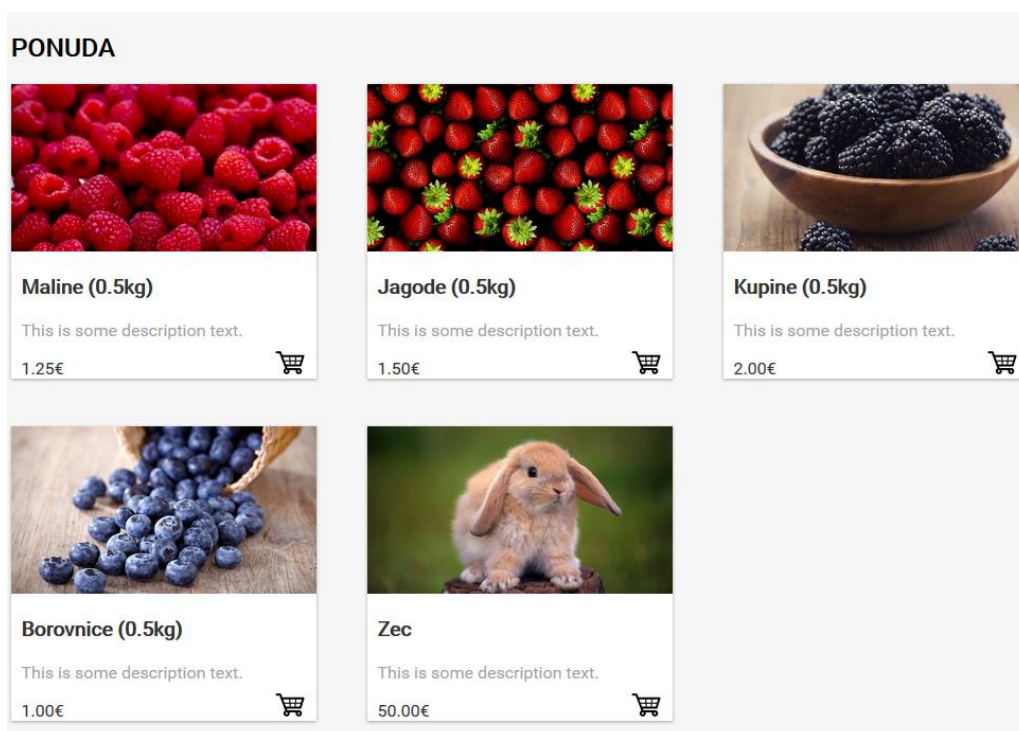 PONUDA
Maline (0.5kg)
This is some description text.
1.25€
Jagode (0.5kg)
This is some description text.
1.50€
Kupine (0.5kg)
This is some description text.
2.00€
Borovnice (0.5kg)
This is some description text.
1.00€
Zec
This is some description text.
50.00€